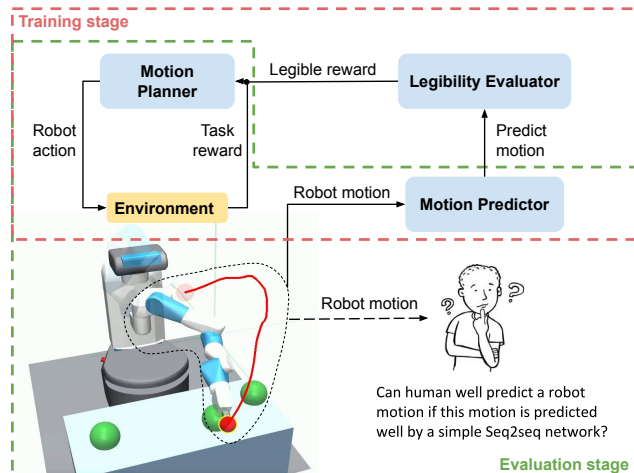 Training stage
Motion
Planner
Legible reward
Legibility Evaluator
Robot
action
Task
reward
Predict
motion
Environment
Robot motion
Motion Predictor
Robot motion
? ?
Can human well predict a robot
motion if this motion is predicted
well by a simple Seq2seq network?
Evaluation stage